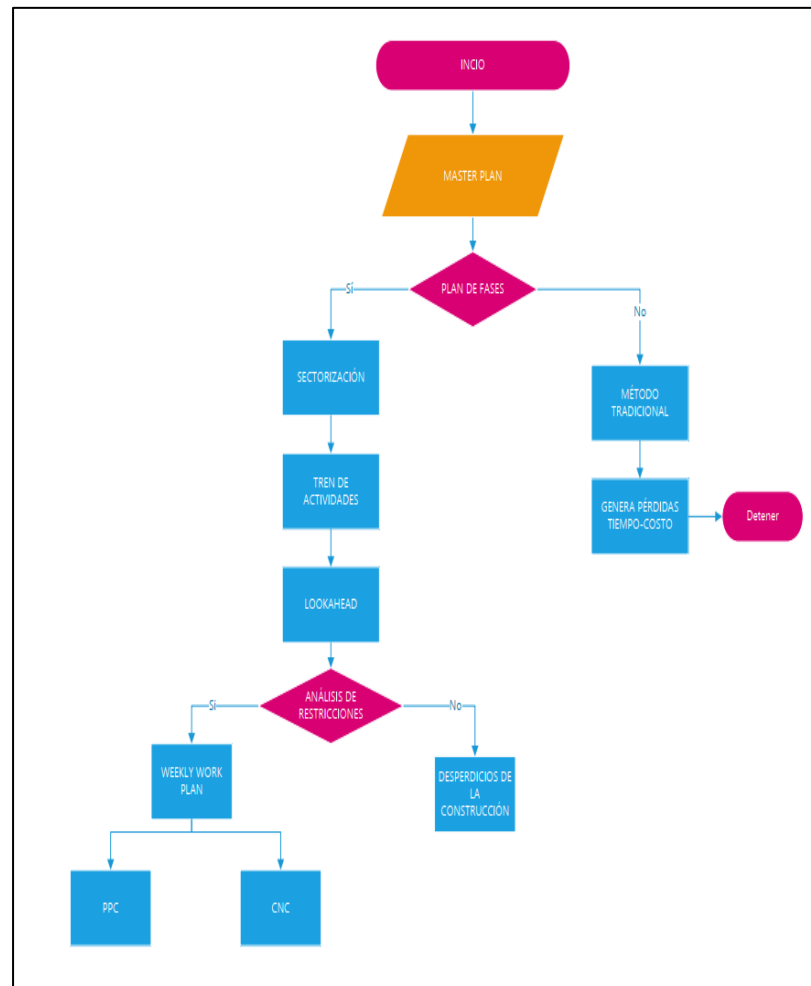 INCIO
MASTER PLAN
PLAN DE FASES
Sí
No
SECTORIZACIÓN
MÉTODO
TRADICIONAL
TREN DE
ACTIVIDADES
GENERA PÉRDIDAS
TIEMPO-COSTO
Detener
LOOKAHEAD
ANÁLISIS DE
RESTRICCIONES
Si
No
WEEKLY WORK
PLAN
DESPERDICIOS DE
LA
CONSTRUCCIÓN
PPC
CNC